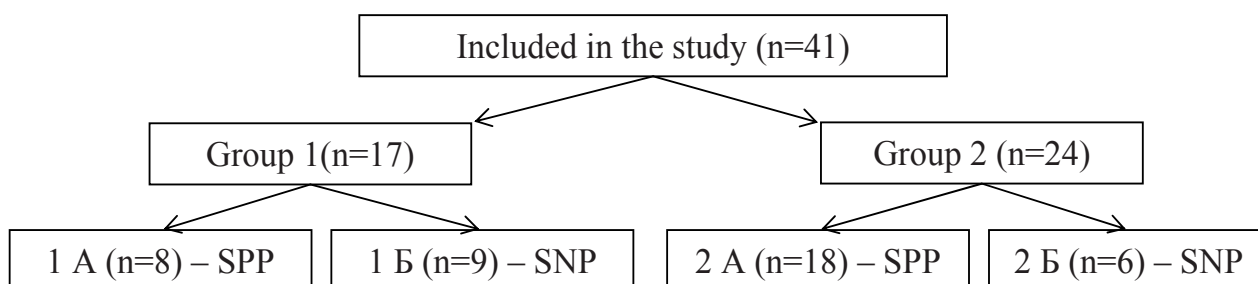 Included in the study (n=41)
Group 1(n=17)
Group 2 (n=24)
1 А (n=8) – SPP
1 Б (n=9) – SNP
2 А (n=18) – SPP
2 Б (n=6) – SNP